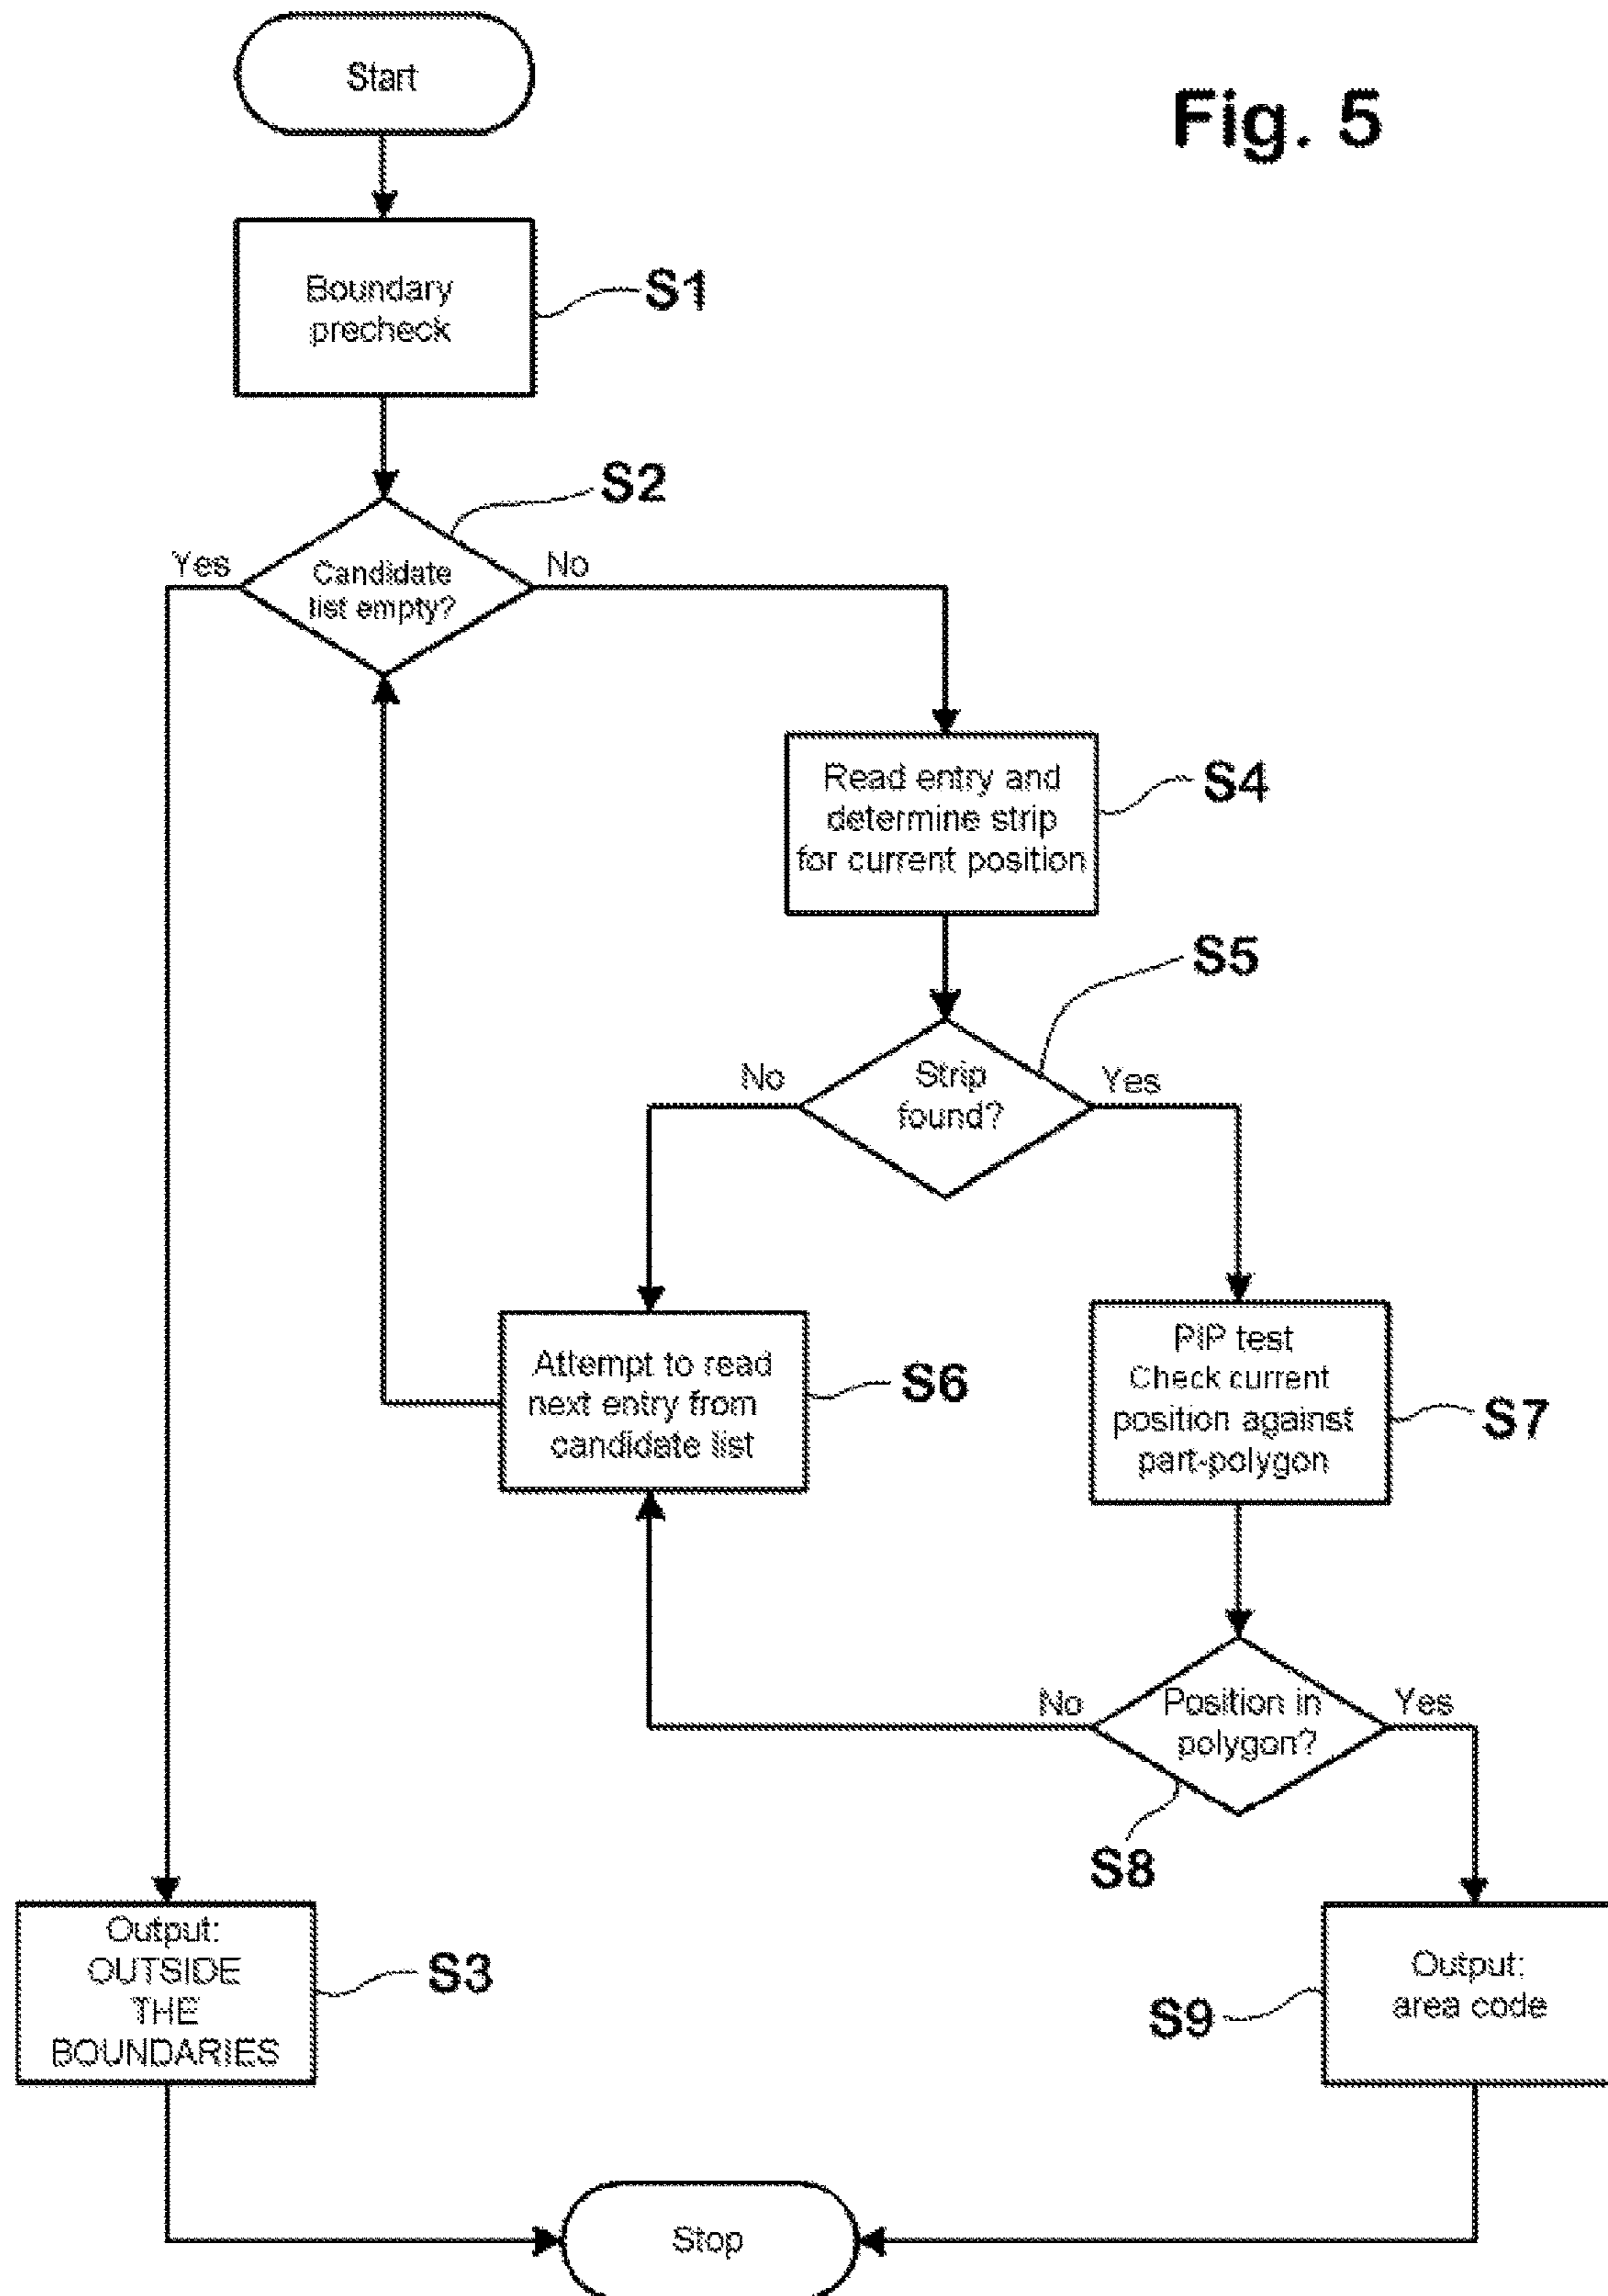 Fig. 5
Start
Boundary
precheck
S1
S2
Yes
Candidate
list empty?
No
Read entry and
determine strip
for current position
S4
S5
No
Strip
found?
Yes
Attempt to read
next entry from
candidate list
S6
PIP test
Check current
position against
part-polygon
S7
No
Position in
polygon?
Yes
S8
Output:
OUTSIDE
THE
BOUNDARIES
S3
Output:
area code
S9
Stop